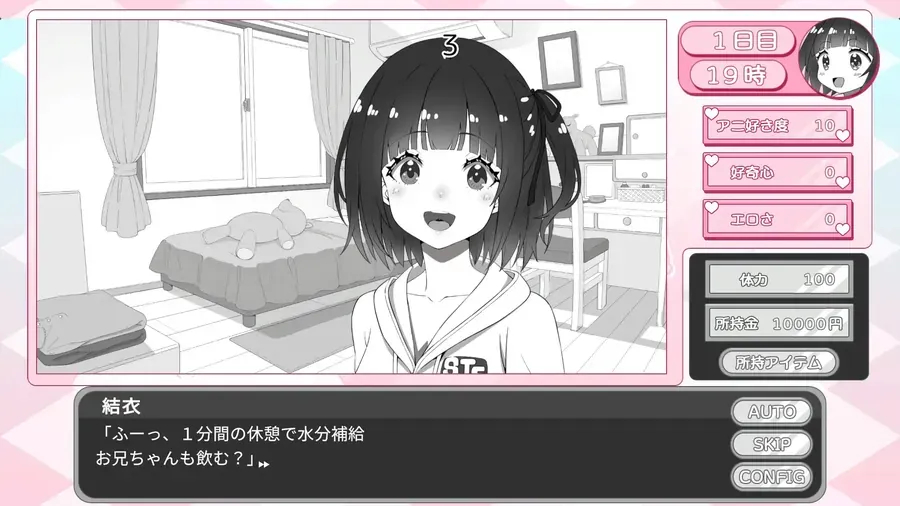 3
1日目
19時
アニ好き度 10
好奇心 0
エロさ 0
体力 100
所持金 10000円
所持アイテム
STG
結衣
「ふーっ、１分間の休憩で水分補給
お兄ちゃんも飲む？」
AUTO
SKIP
CONFIG